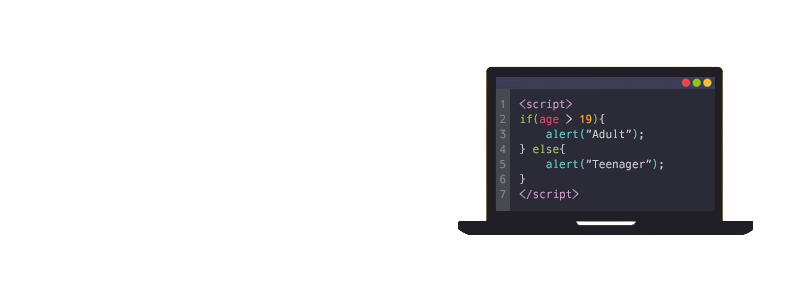 1 <script>
2 if(age > 19){
3     alert("Adult");
4 } else{
5     alert("Teenager");
6 }
7 </script>